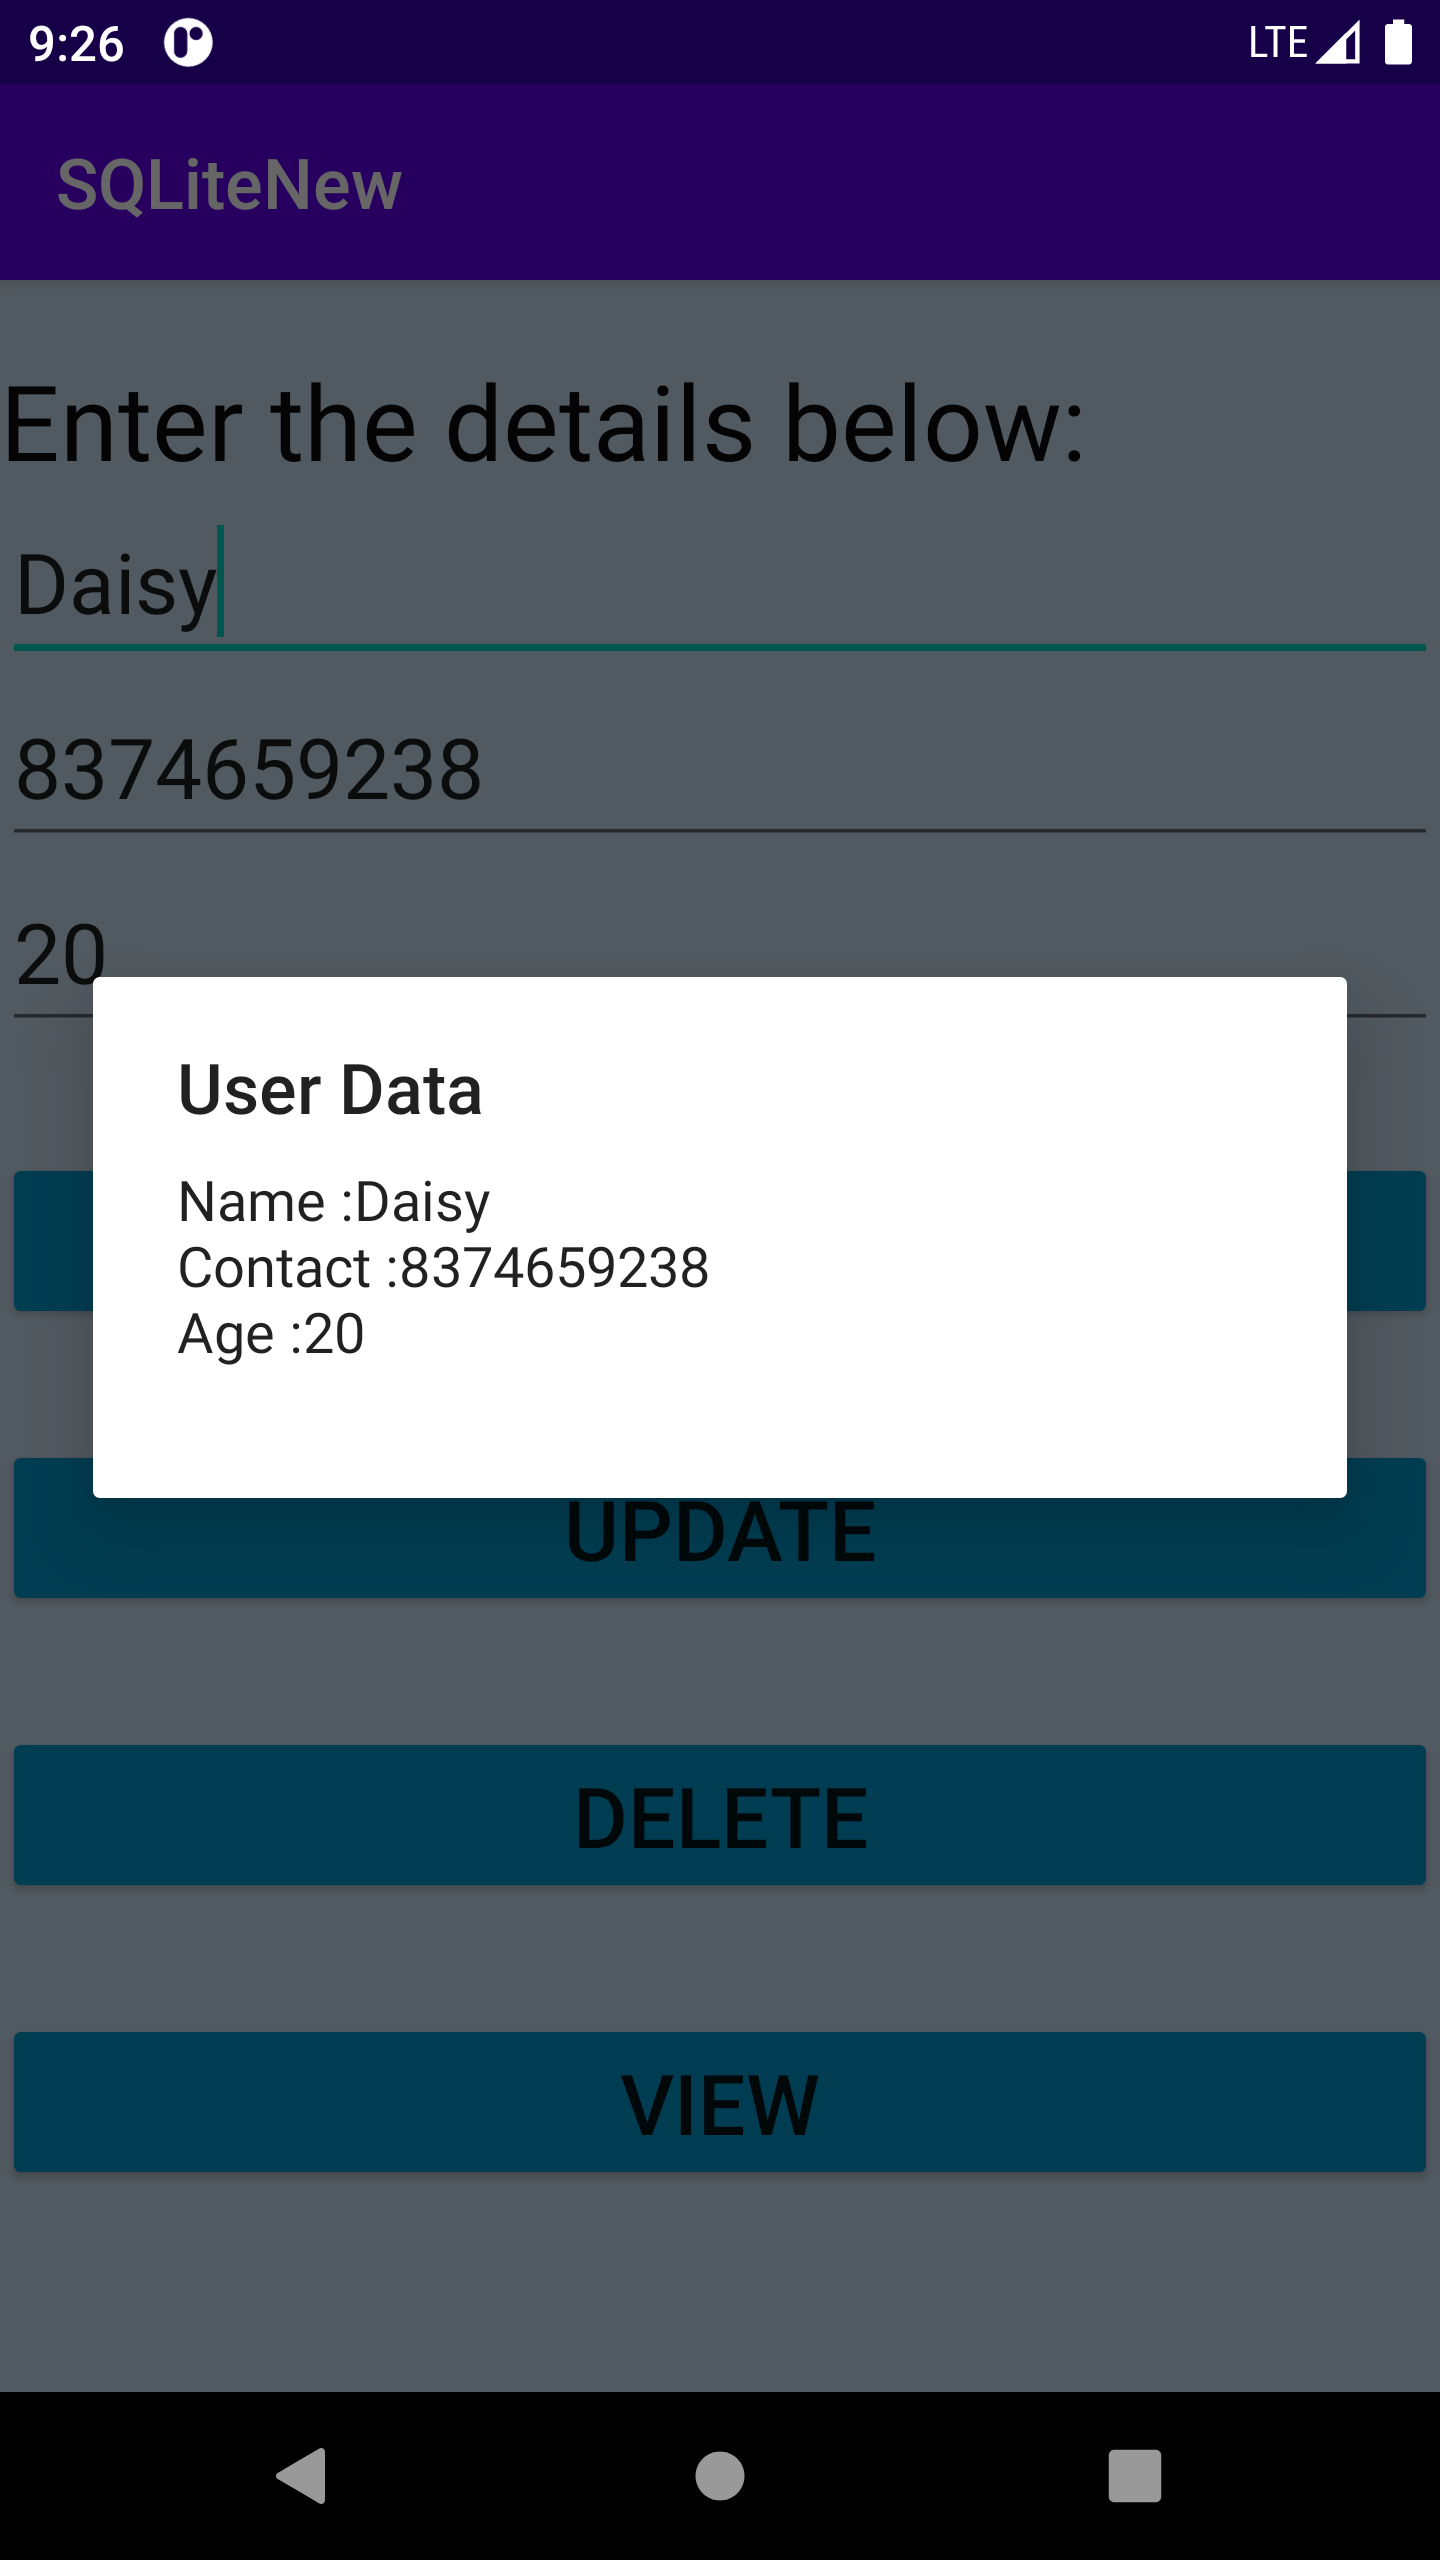 9:26
LTE
SQLiteNew
Enter the details below:
Daisy
8374659238
20
User Data
Name :Daisy
Contact :8374659238
Age :20
UPDATE
DELETE
VIEW